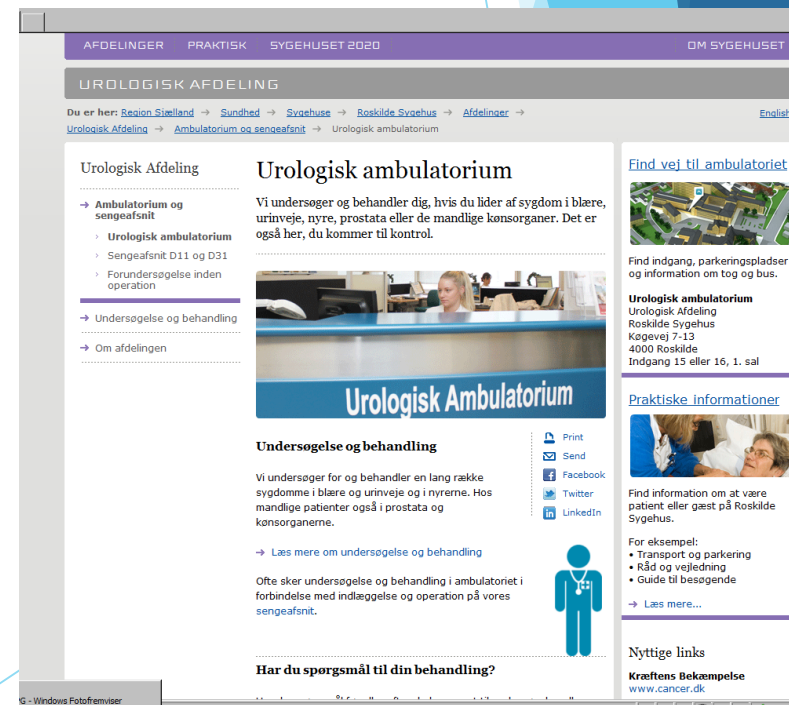 AFDELINGER PRAKTISK SYGEHUSET 2020 OM SYGEHUSET
UROLOGISK AFDELING
Du er her: Region Sjælland → Sundhed → Sygehuse → Roskilde Sygehus → Afdelinger →
Urologisk Afdeling → Ambulatorium og sengeafsnit → Urologisk ambulatorium
English
Urologisk Afdeling
→ Ambulatorium og
sengeafsnit
› Urologisk ambulatorium
› Sengeafsnit D11 og D31
› Forundersøgelse inden
operation
→ Undersøgelse og behandling
→ Om afdelingen
Urologisk ambulatorium
Vi undersøger og behandler dig, hvis du lider af sygdom i blære,
urinveje, nyre, prostata eller de mandlige kønsorganer. Det er
også her, du kommer til kontrol.
Urologisk Ambulatorium
Undersøgelse og behandling
Vi undersøger for og behandler en lang række
sygdomme i blære og urinveje og i nyrerne. Hos
mandlige patienter også i prostata og
kønsorganerne.
→ Læs mere om undersøgelse og behandling
Ofte sker undersøgelse og behandling i ambulatoriet i
forbindelse med indlæggelse og operation på vores
sengeafsnit.
Print
Send
Facebook
Twitter
LinkedIn
Har du spørgsmål til din behandling?
Find vej til ambulatoriet
Find indgang, parkeringspladser
og information om tog og bus.
Urologisk ambulatorium
Urologisk Afdeling
Roskilde Sygehus
Køgevej 7-13
4000 Roskilde
Indgang 15 eller 16, 1. sal
Praktiske informationer
Find information om at være
patient eller gæst på Roskilde
Sygehus.
For eksempel:
• Transport og parkering
• Råd og vejledning
• Guide til besøgende
→ Læs mere...
Nyttige links
Kræftens Bekæmpelse
www.cancer.dk
- Windows Fotofremviser